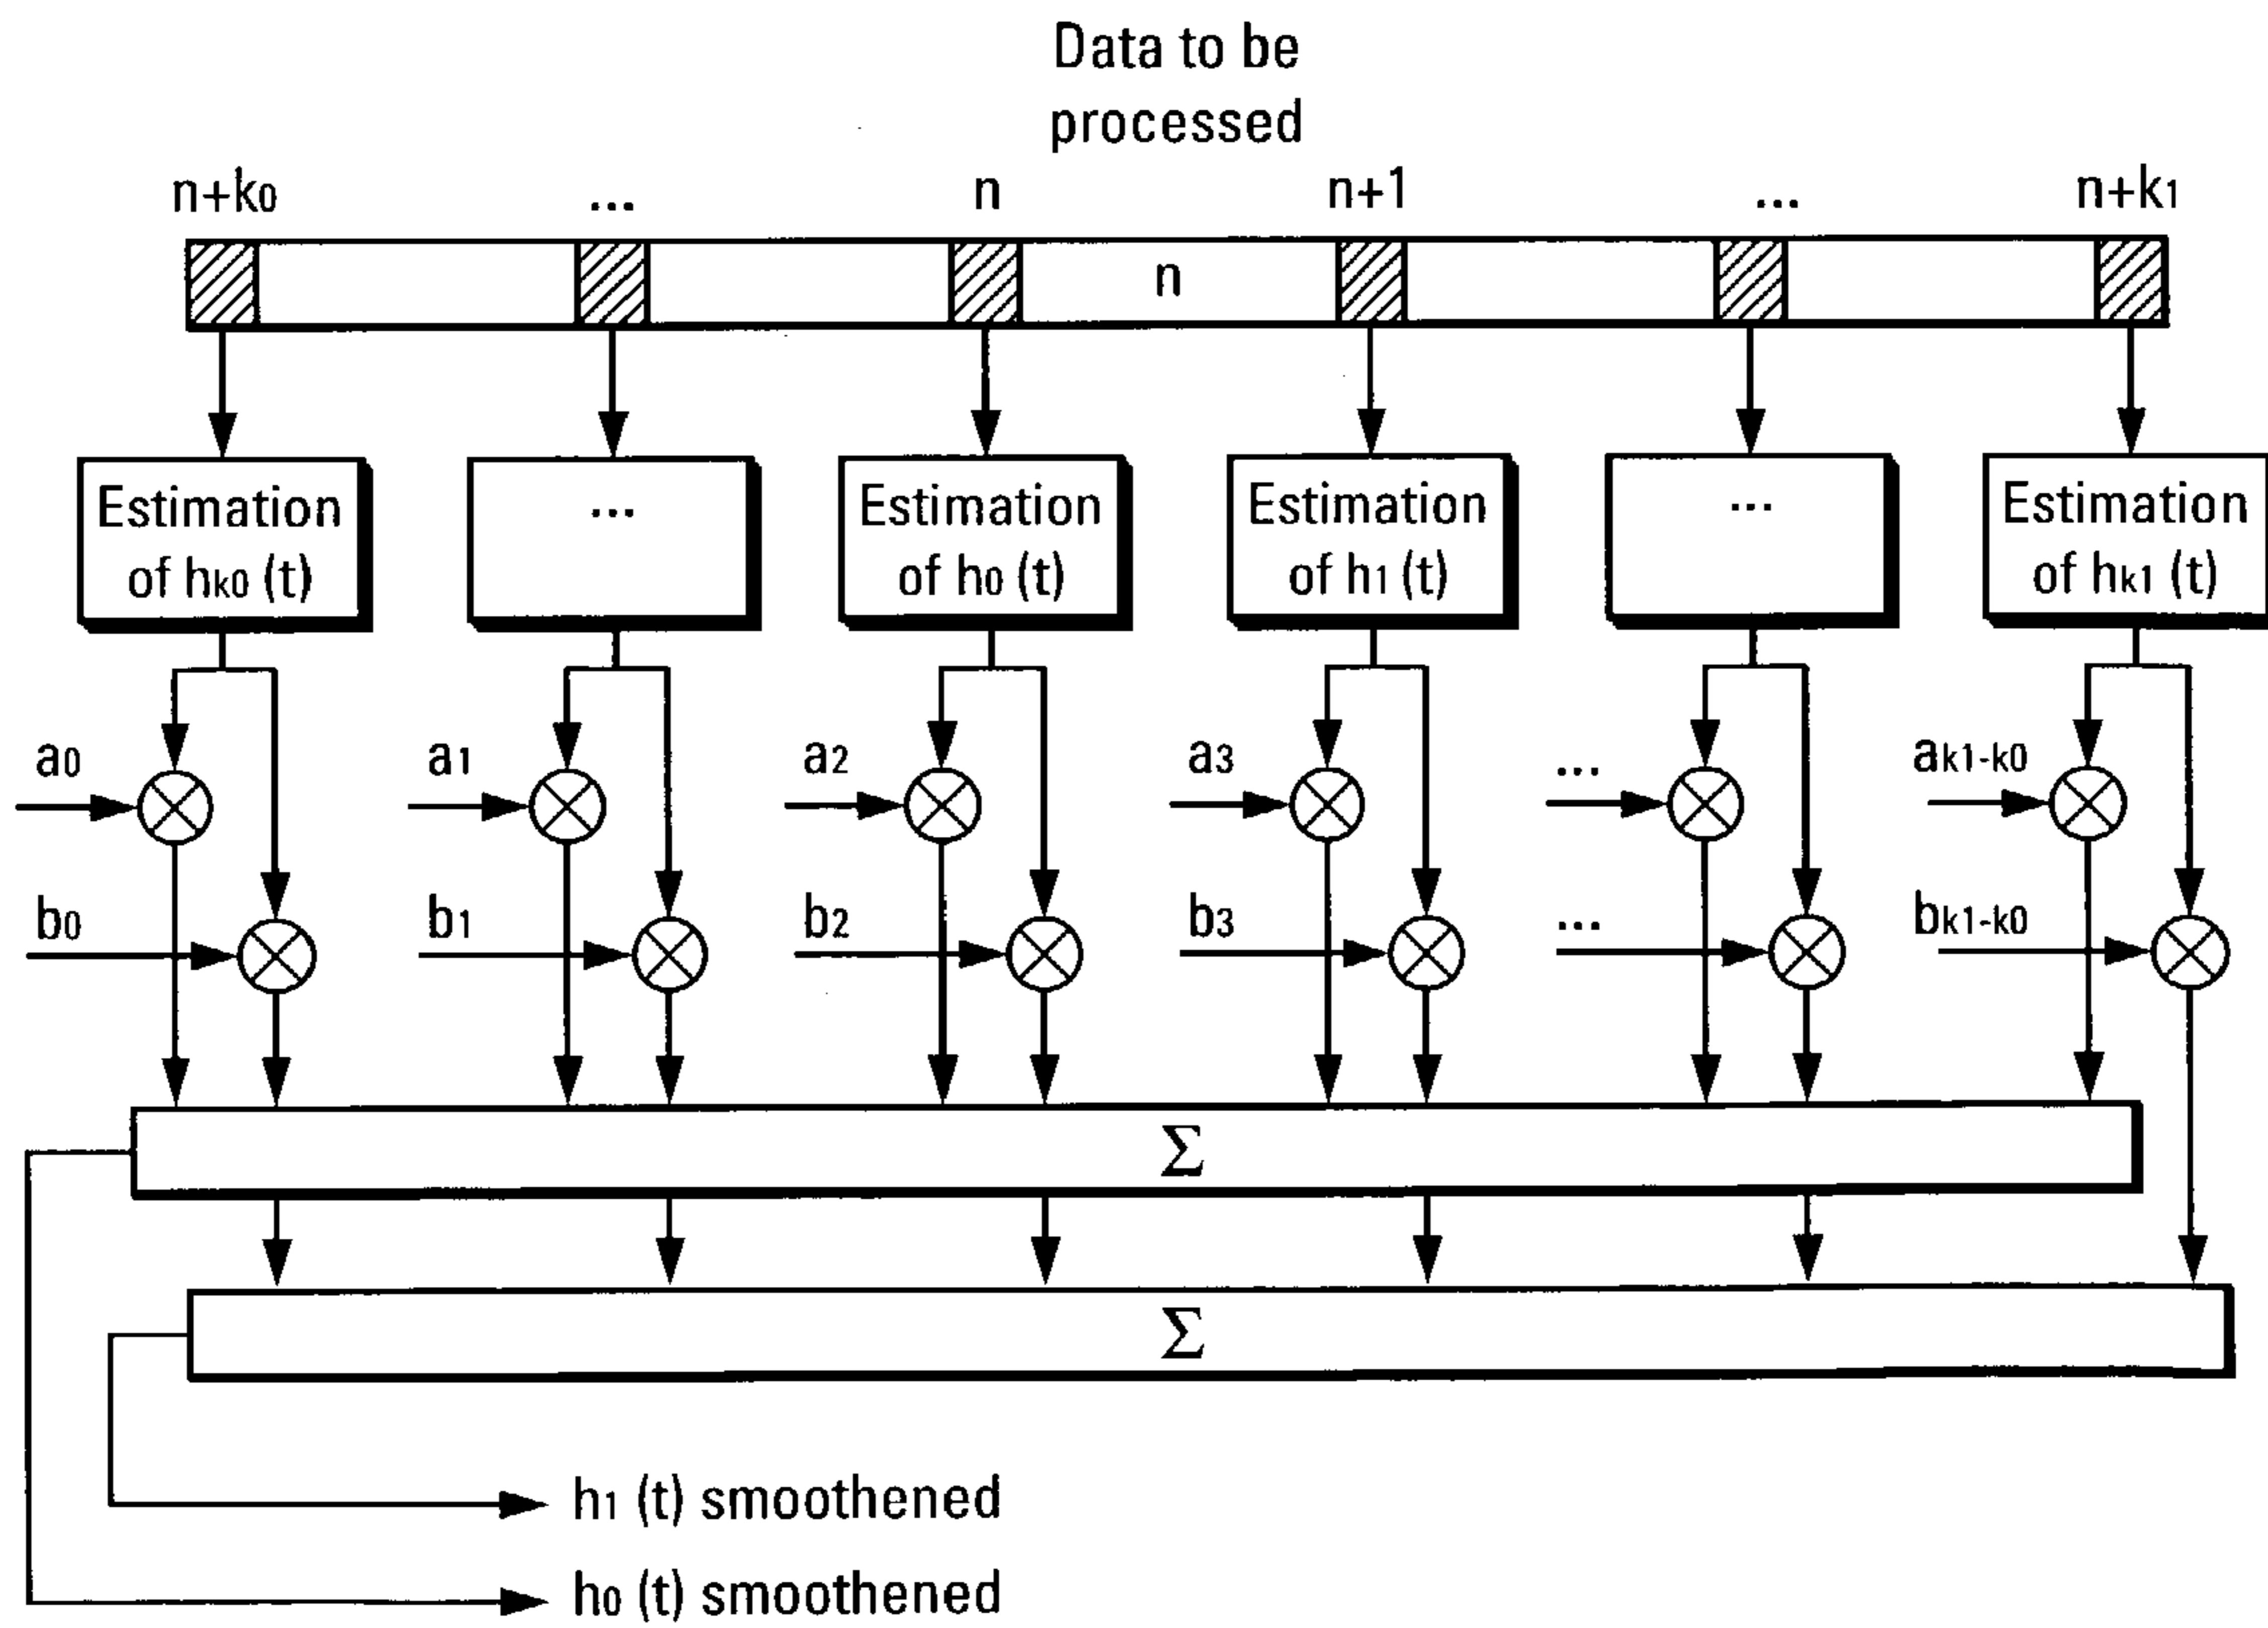 Data to be
processed
n+k0 ... n n+1 ... n+k1
n
Estimation
of hk0 (t)
...
Estimation
of h0 (t)
Estimation
of h1 (t)
...
Estimation
of hk1 (t)
a0 a1 a2 a3 ... ak1-k0
b0 b1 b2 b3 ... bk1-k0
Σ
Σ
h1 (t) smoothened
h0 (t) smoothened